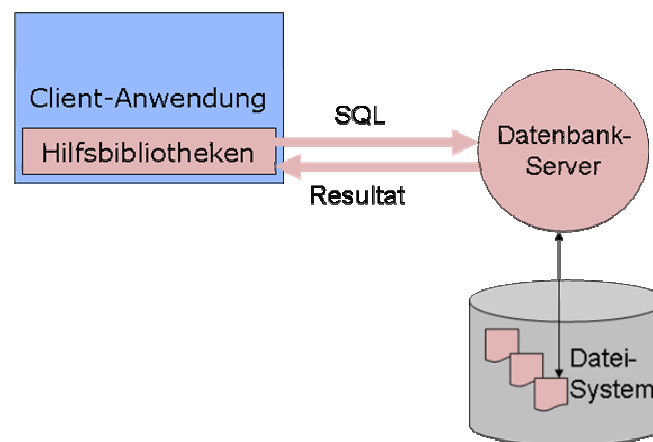 Client-Anwendung
Hilfsbibliotheken
SQL
Resultat
Datenbank-
Server
Datei-
System